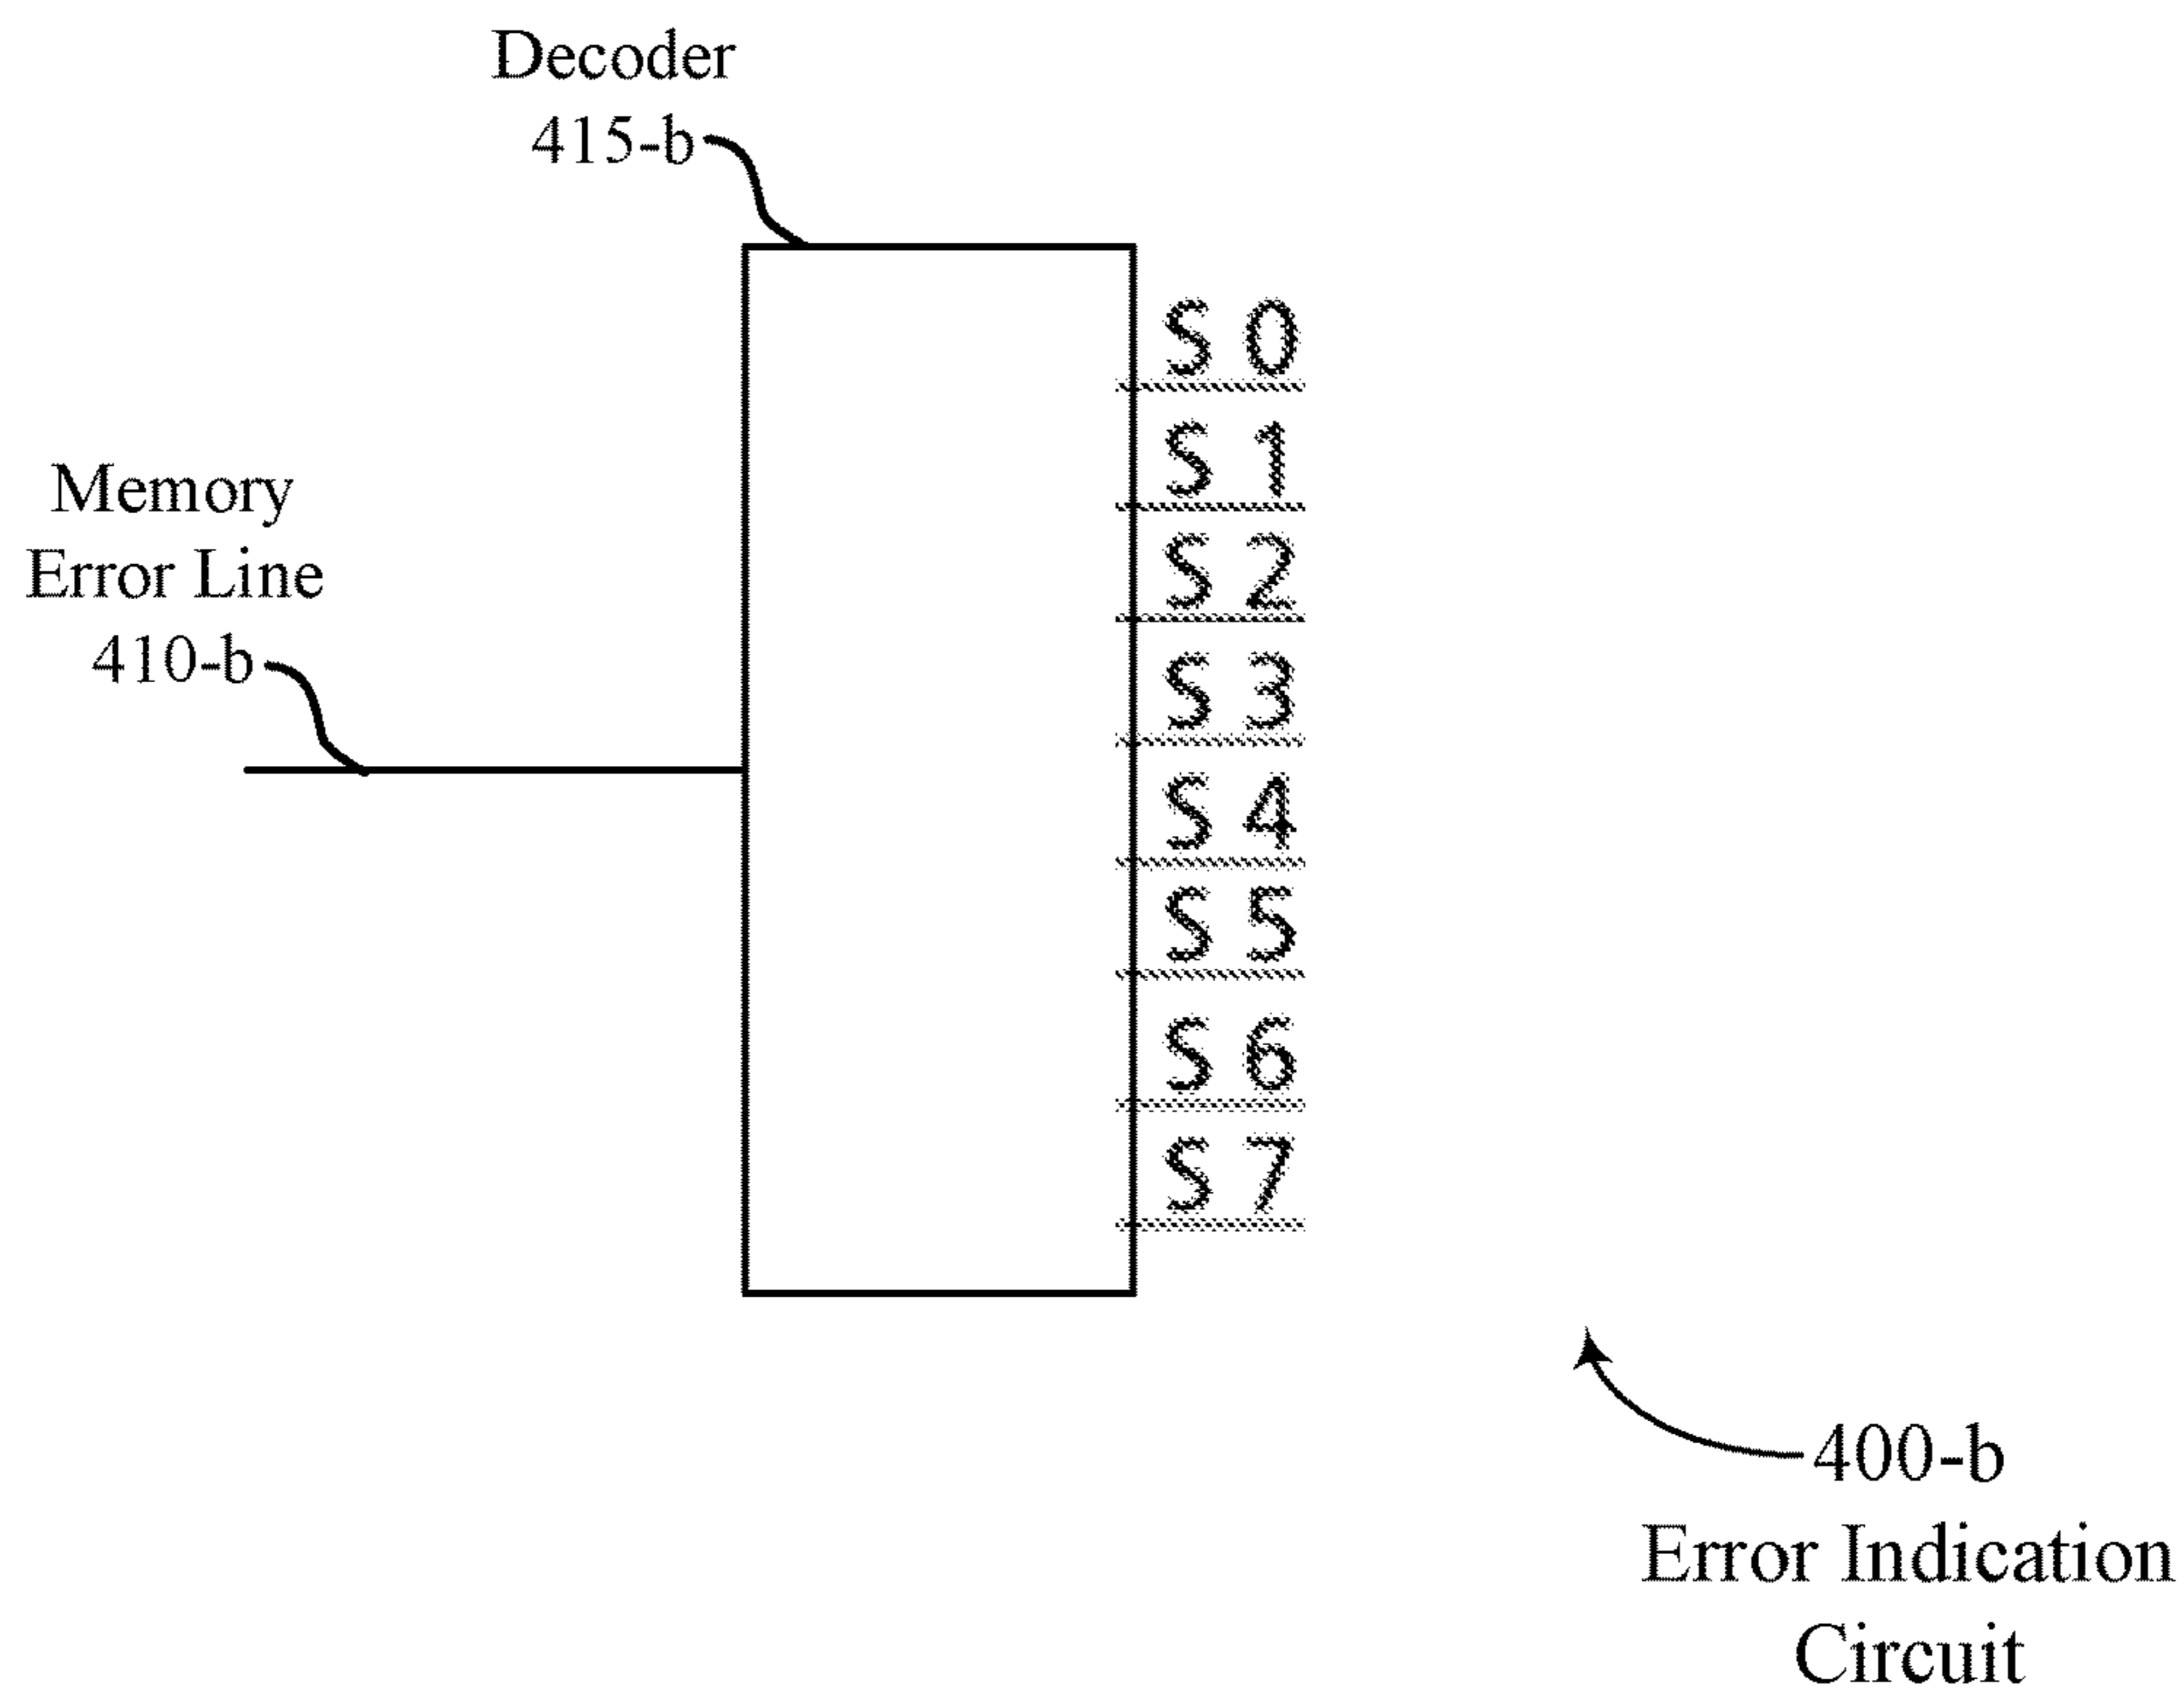 Decoder
415-b
Memory
Error Line
410-b
S 0
S 1
S 2
S 3
S 4
S 5
S 6
S 7
400-b
Error Indication
Circuit